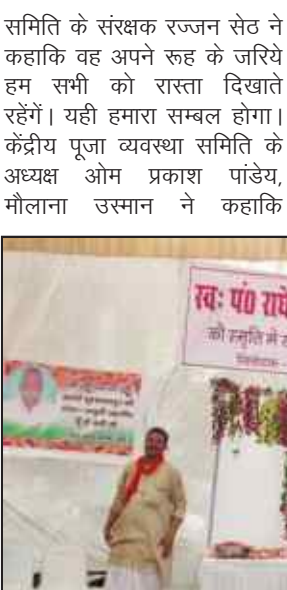 समिति के संरक्षक रज्जन सेठ ने
कहाकि वह अपने रूह के जरिये
हम सभी को रास्ता दिखाते
रहेंगें। यही हमारा सम्बल होगा।
केंद्रीय पूजा व्यवस्था समिति के
अध्यक्ष ओम प्रकाश पांडेय,
मौलाना उस्मान ने कहाकि
स्वः पं0 राधे
की स्मृति में